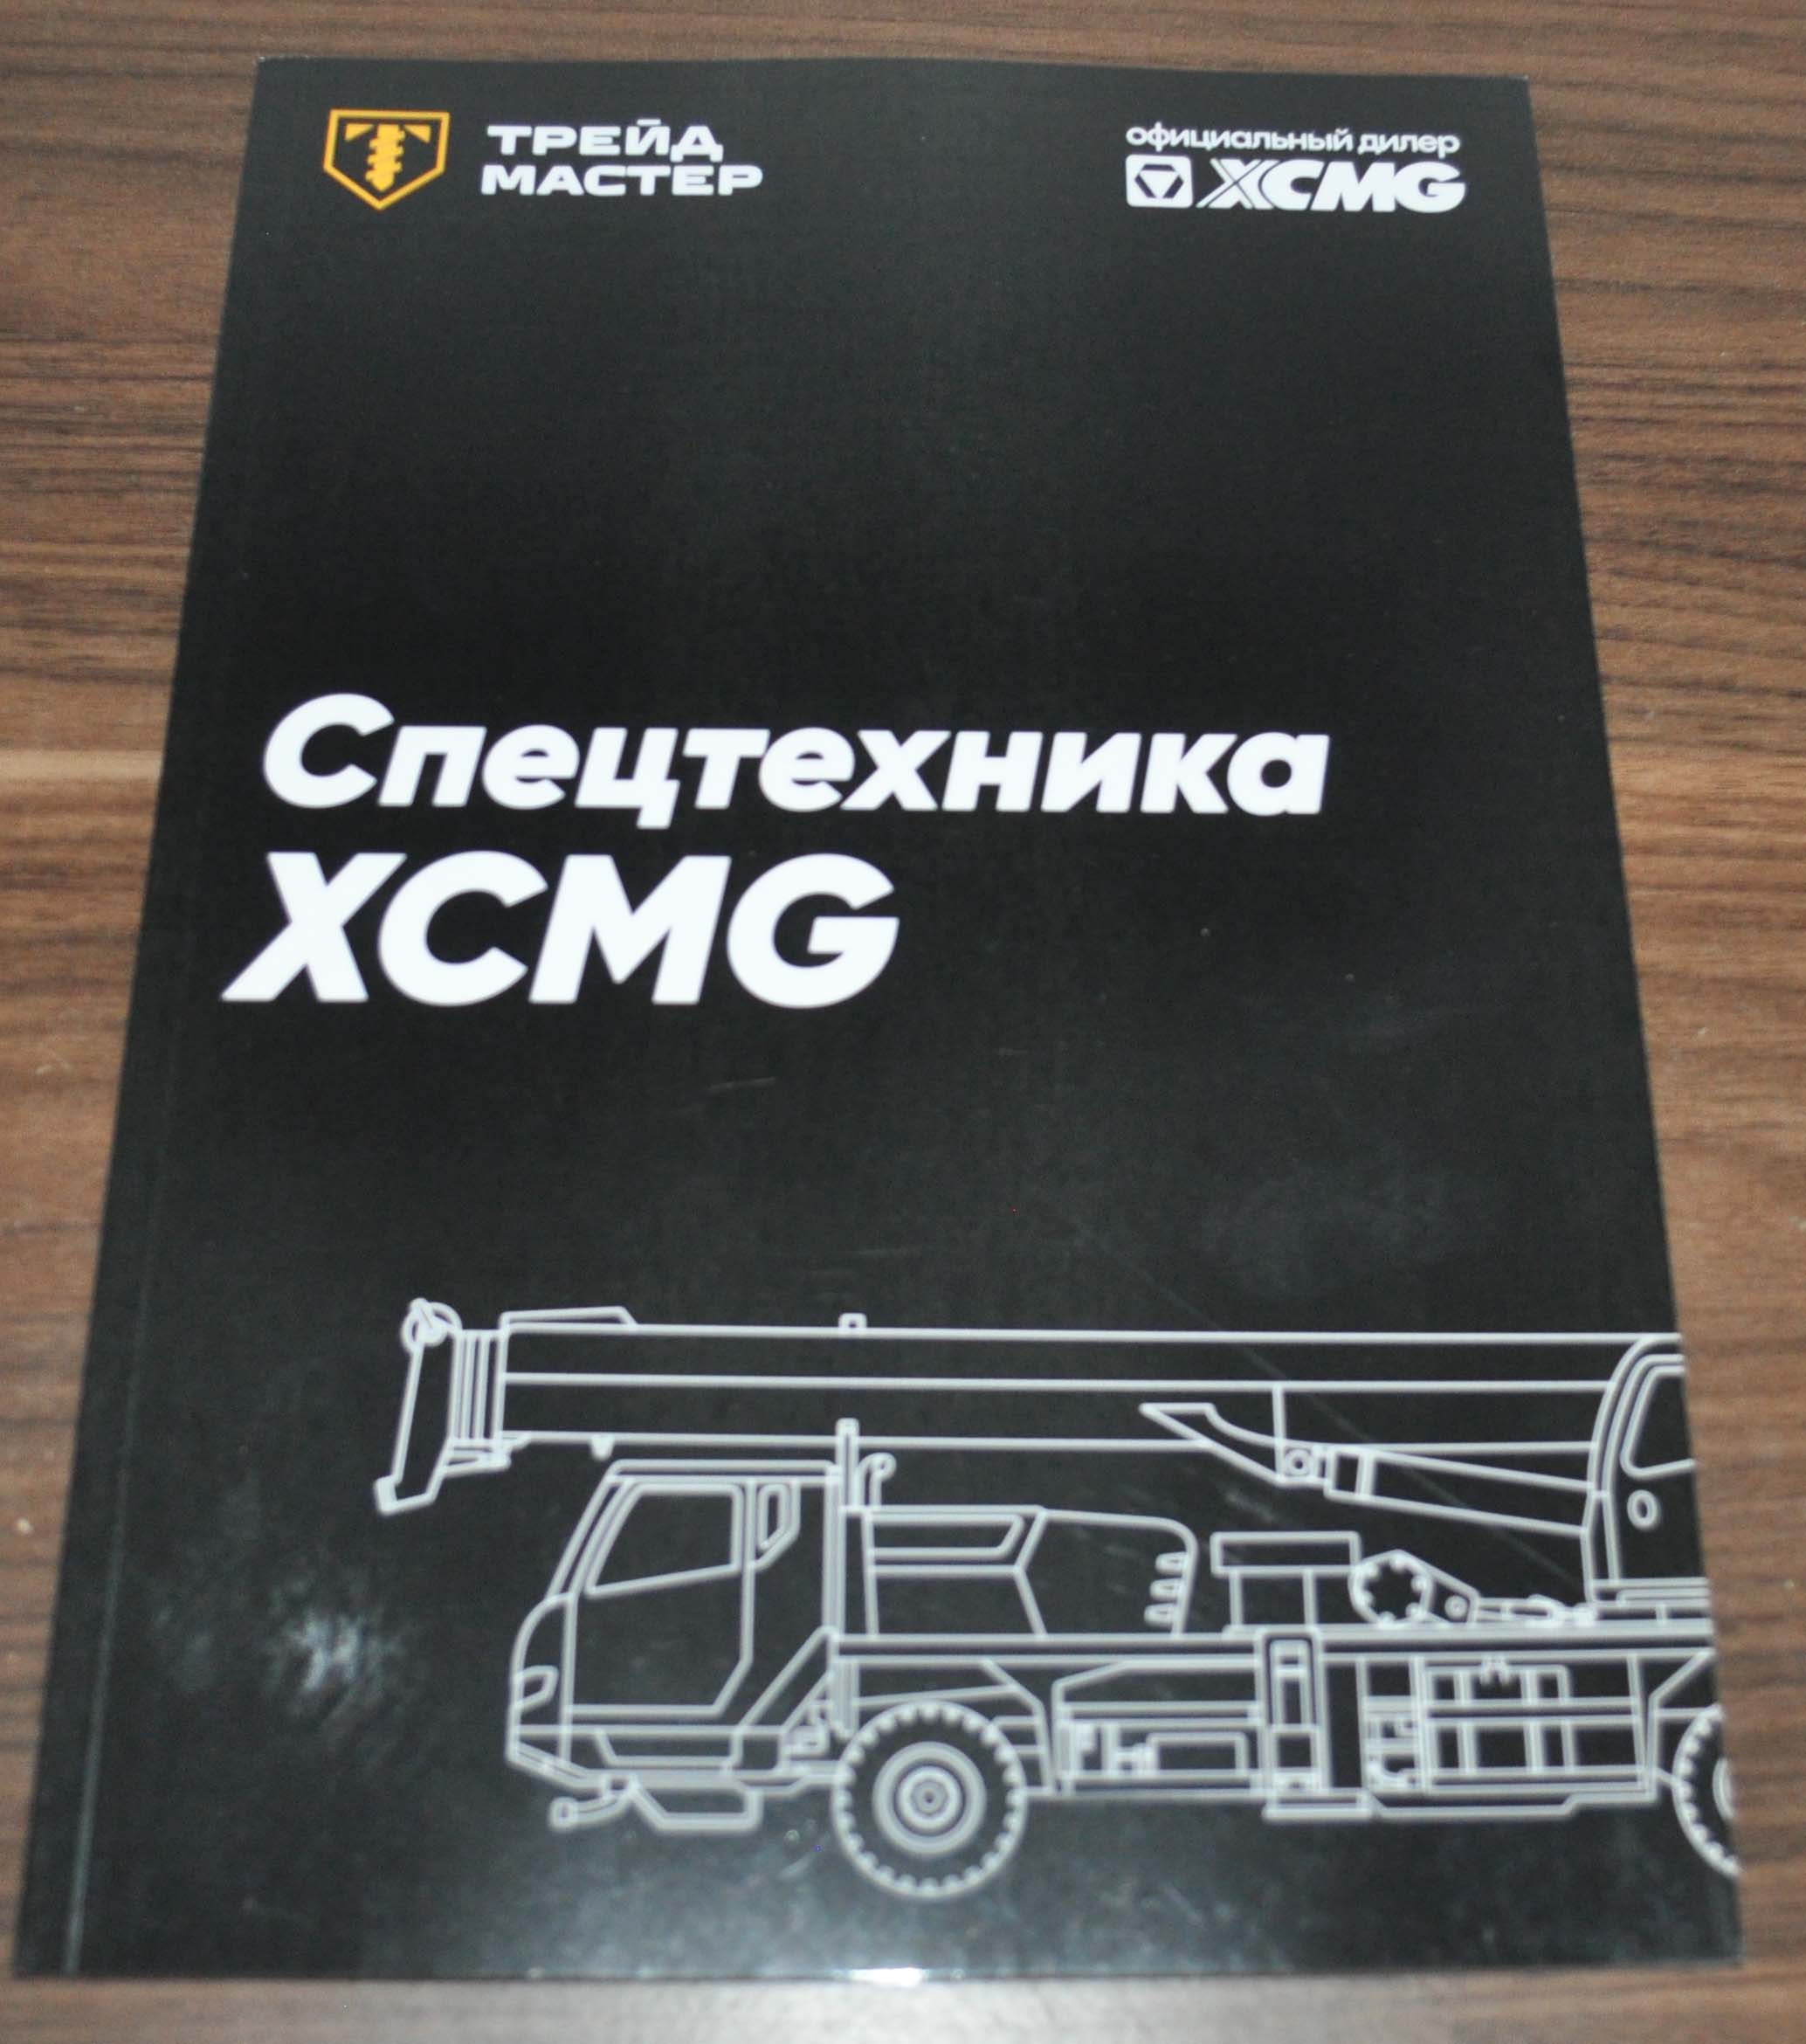 ТРЕЙД
МАСТЕР
официальный дилер
XCMG
Спецтехника
XCMG